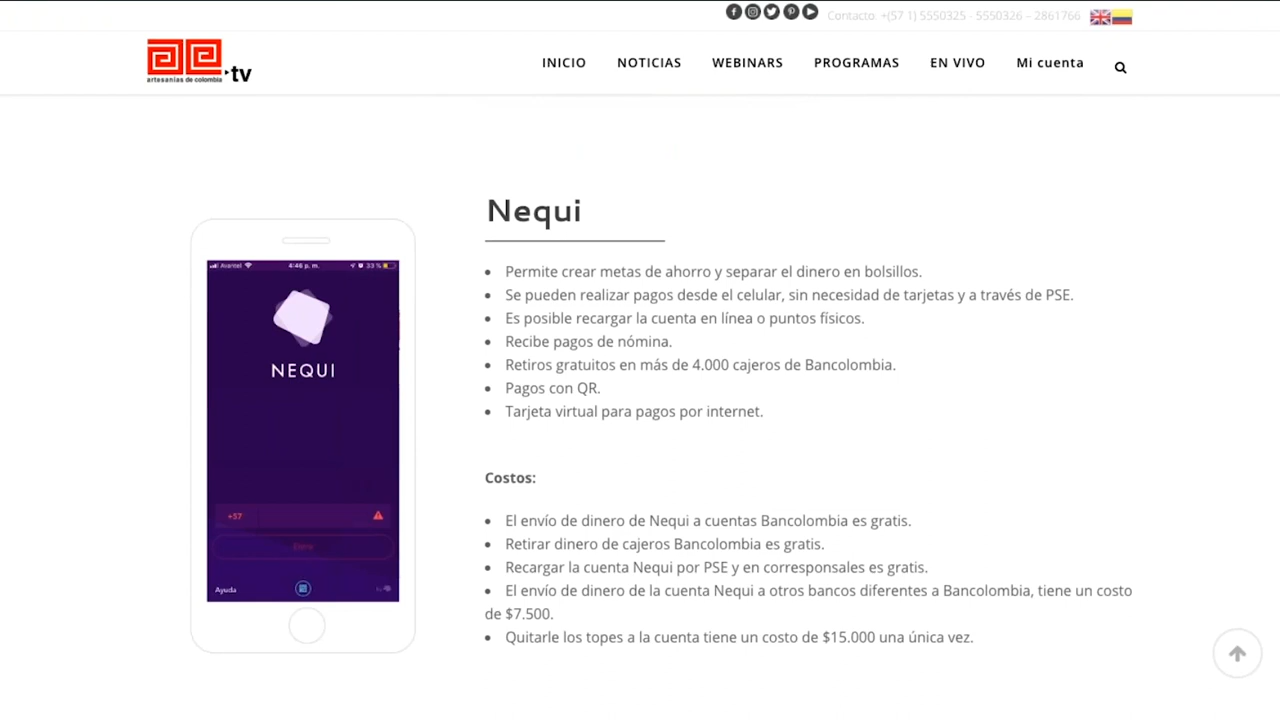 Contacto: +(57 1) 5550325 - 5550326 – 2861766
artesanías de colombia
tv
INICIO NOTICIAS WEBINARS PROGRAMAS EN VIVO Mi cuenta
Nequi
Avantel 4:46 p. m. 33 %
NEQUI
+57
Ayuda
• Permite crear metas de ahorro y separar el dinero en bolsillos.
• Se pueden realizar pagos desde el celular, sin necesidad de tarjetas y a través de PSE.
• Es posible recargar la cuenta en línea o puntos físicos.
• Recibe pagos de nómina.
• Retiros gratuitos en más de 4.000 cajeros de Bancolombia.
• Pagos con QR.
• Tarjeta virtual para pagos por internet.
Costos:
• El envío de dinero de Nequi a cuentas Bancolombia es gratis.
• Retirar dinero de cajeros Bancolombia es gratis.
• Recargar la cuenta Nequi por PSE y en corresponsales es gratis.
• El envío de dinero de la cuenta Nequi a otros bancos diferentes a Bancolombia, tiene un costo
de $7.500.
• Quitarle los topes a la cuenta tiene un costo de $15.000 una única vez.